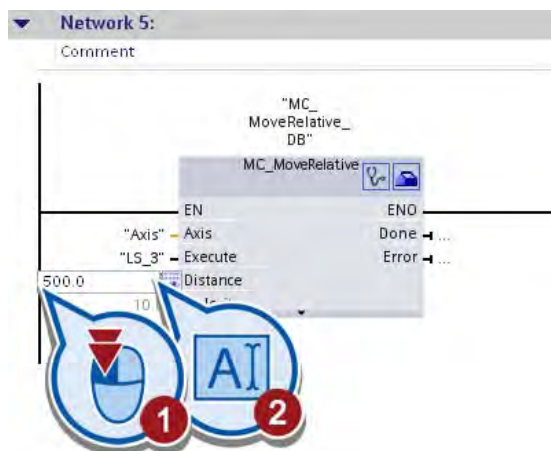 Network 5:
Comment
"MC_
MoveRelative_
DB"
MC_MoveRelative
EN ENO
"Axis" Axis Done ...
"LS_3" Execute Error ...
500.0 Distance
10.
A
1 2